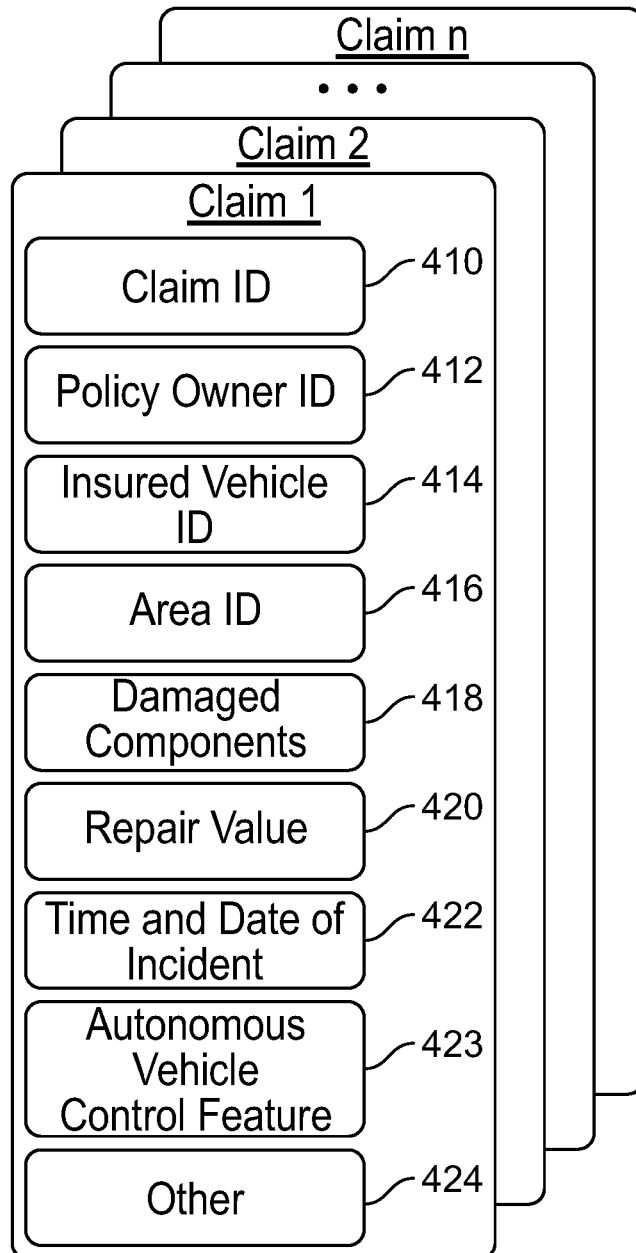 Claim n
• • •
Claim 2
Claim 1
Claim ID
410
Policy Owner ID
412
Insured Vehicle
ID
414
Area ID
416
Damaged
Components
418
Repair Value
420
Time and Date of
Incident
422
Autonomous
Vehicle
Control Feature
423
Other
424